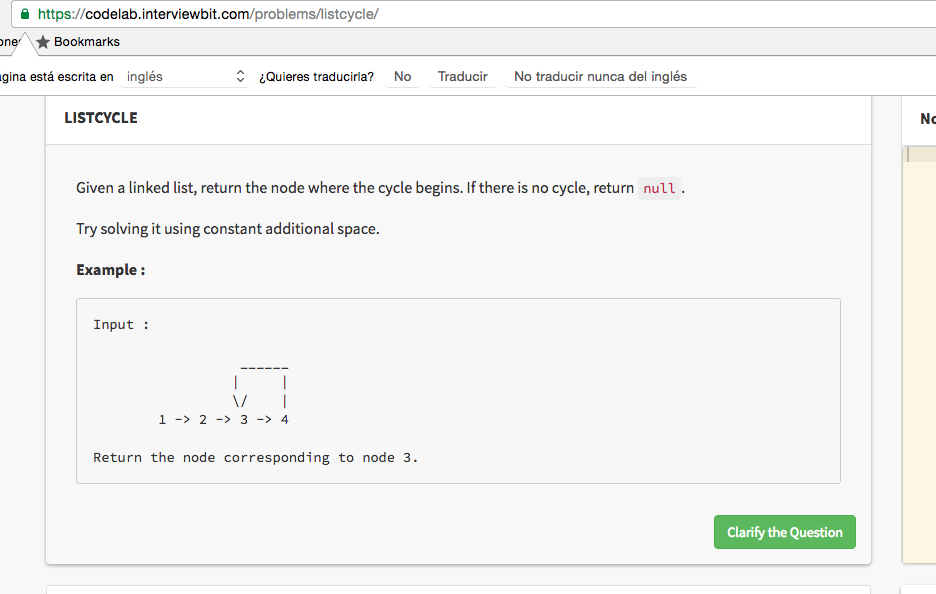 https://codelab.interviewbit.com/problems/listcycle/
Bookmarks
está escrita en inglés ¿Quieres traducirla? No Traducir No traducir nunca del inglés
LISTCYCLE
Given a linked list, return the node where the cycle begins. If there is no cycle, return null.
Try solving it using constant additional space.
Example :
Input :
______
|     |
\/    |
1 -> 2 -> 3 -> 4
Return the node corresponding to node 3.
Clarify the Question